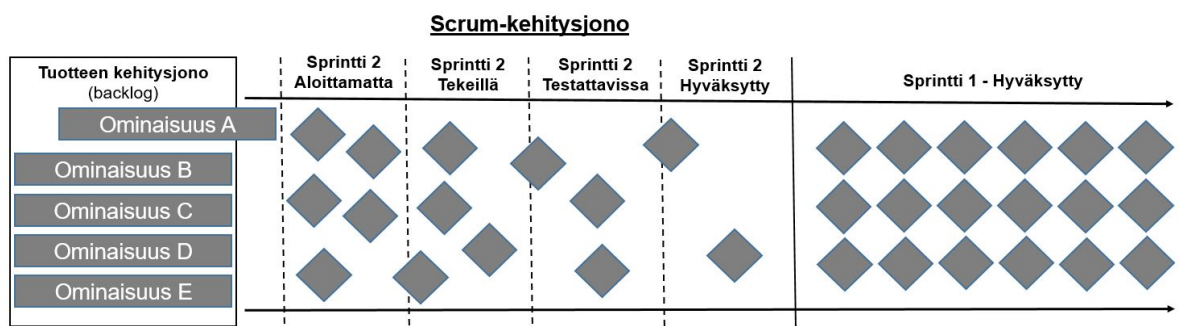 Scrum-kehitysjono
Tuotteen kehitysjono
(backlog)
Ominaisuus A
Ominaisuus B
Ominaisuus C
Ominaisuus D
Ominaisuus E
Sprintti 2
Aloittamatta
Sprintti 2
Tekeillä
Sprintti 2
Testattavissa
Sprintti 2
Hyväksytty
Sprintti 1 - Hyväksytty